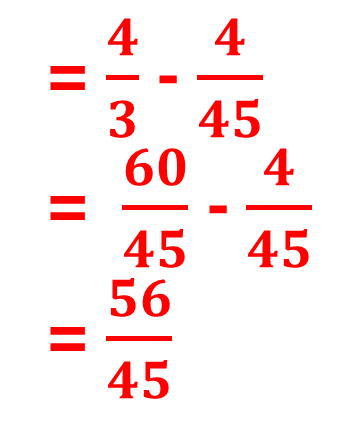 = 4/3 - 4/45
= 60/45 - 4/45
= 56/45